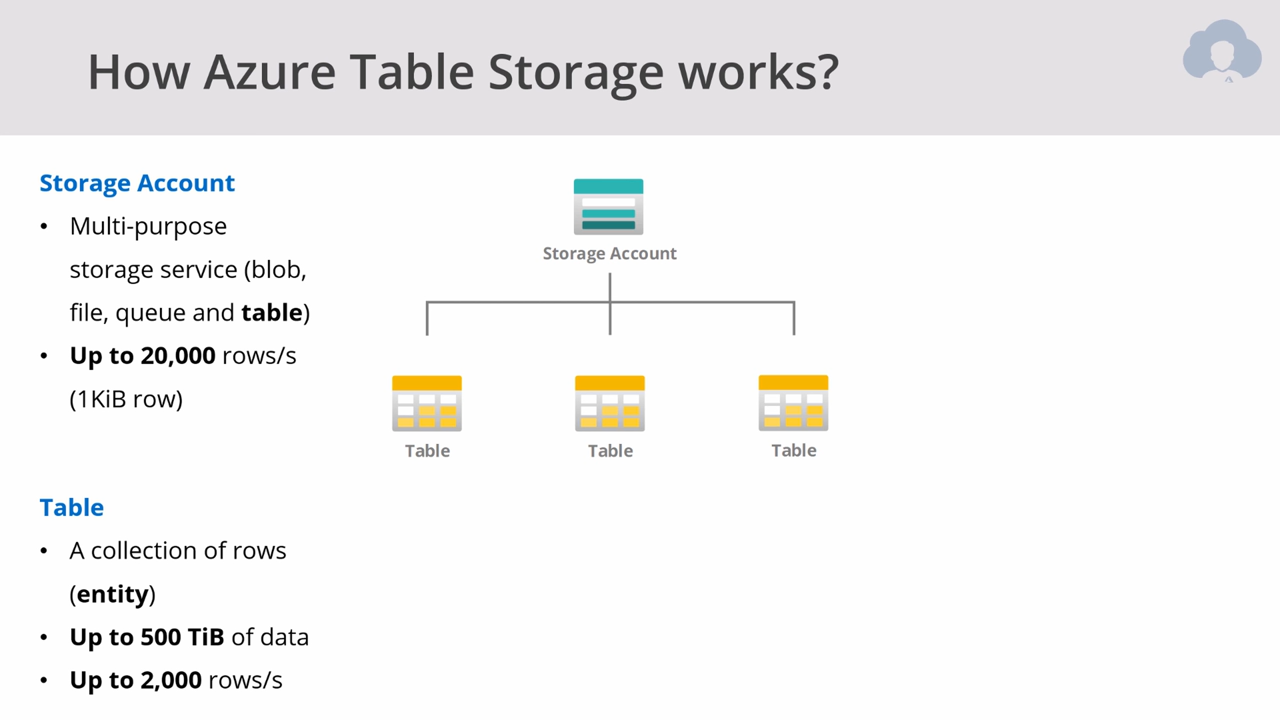 How Azure Table Storage works?
Storage Account
• Multi-purpose
storage service (blob,
file, queue and table)
• Up to 20,000 rows/s
(1KiB row)
Table
• A collection of rows
(entity)
• Up to 500 TiB of data
• Up to 2,000 rows/s
Storage Account
Table
Table
Table